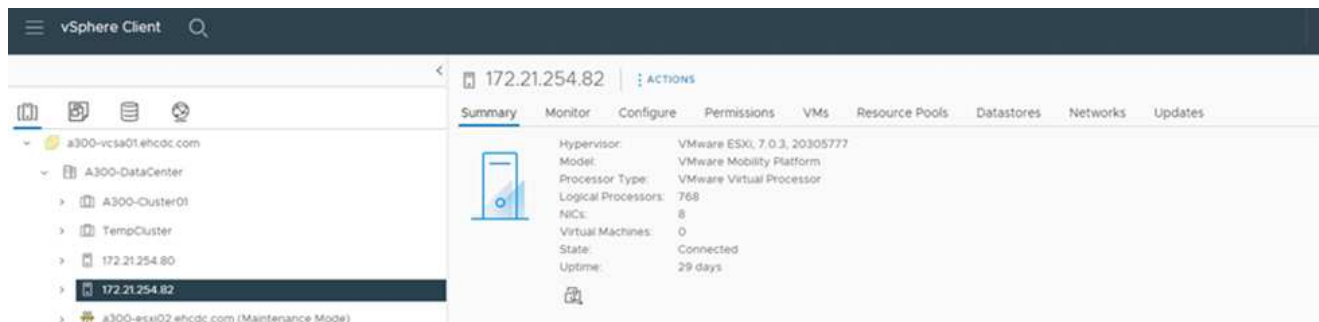 vSphere Client
172.21.254.82 ACTIONS
Summary Monitor Configure Permissions VMs Resource Pools Datastores Networks Updates
a300-vcsa01.ehcdc.com
A300-DataCenter
A300-Cluster01
TempCluster
172.21.254.80
172.21.254.82
a300-esxi02.ehcdc.com (Maintenance Mode)
Hypervisor: VMware ESXi, 7.0.3, 20305777
Model: VMware Mobility Platform
Processor Type: VMware Virtual Processor
Logical Processors: 768
NICs: 8
Virtual Machines: 0
State: Connected
Uptime: 29 days